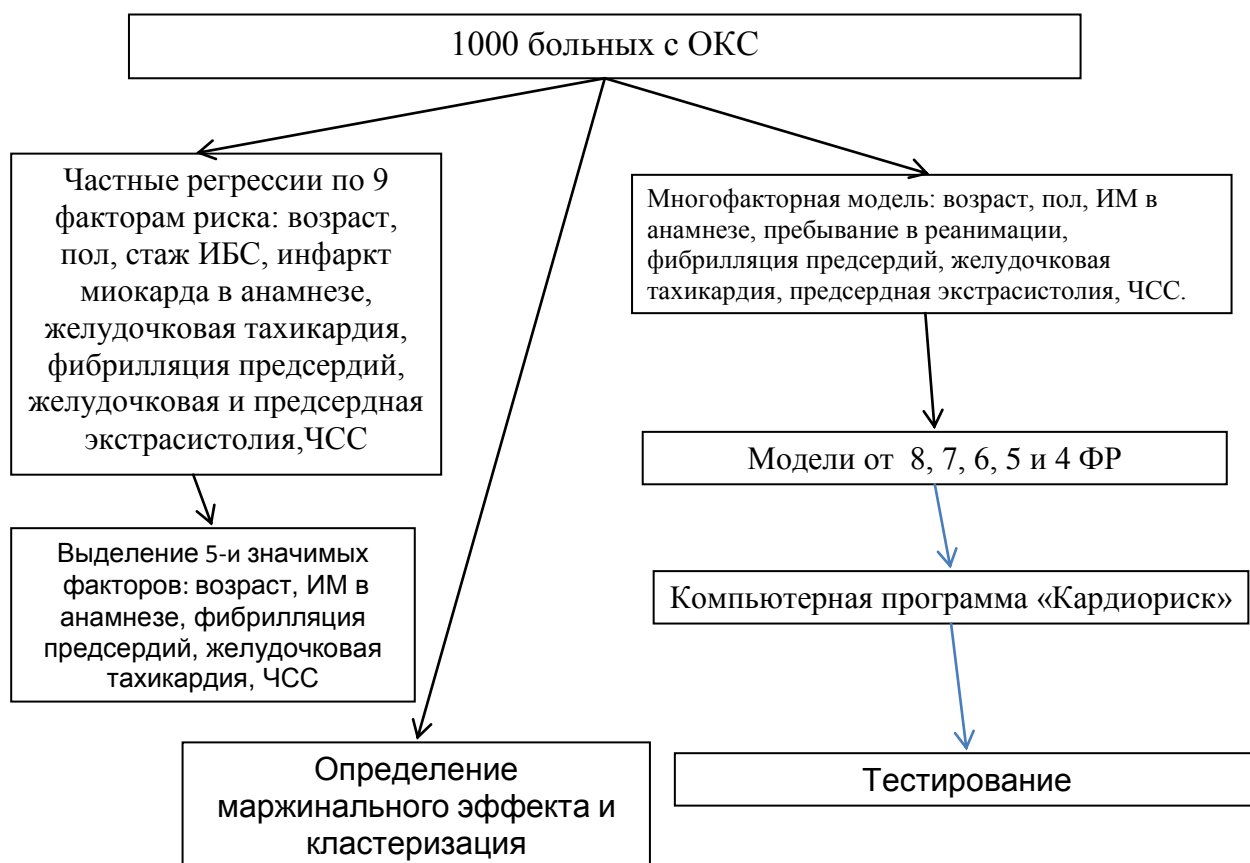 1000 больных с ОКС
Частные регрессии по 9
факторам риска: возраст,
пол, стаж ИБС, инфаркт
миокарда в анамнезе,
желудочковая тахикардия,
фибрилляция предсердий,
желудочковая и предсердная
экстрасистолия,ЧСС
Выделение 5-и значимых
факторов: возраст, ИМ в
анамнезе, фибрилляция
предсердий, желудочковая
тахикардия, ЧСС
Определение
маржинального эффекта и
кластеризация
Многофакторная модель: возраст, пол, ИМ в
анамнезе, пребывание в реанимации,
фибрилляция предсердий, желудочковая
тахикардия, предсердная экстрасистолия, ЧСС.
Модели от 8, 7, 6, 5 и 4 ФР
Компьютерная программа «Кардиориск»
Тестирование